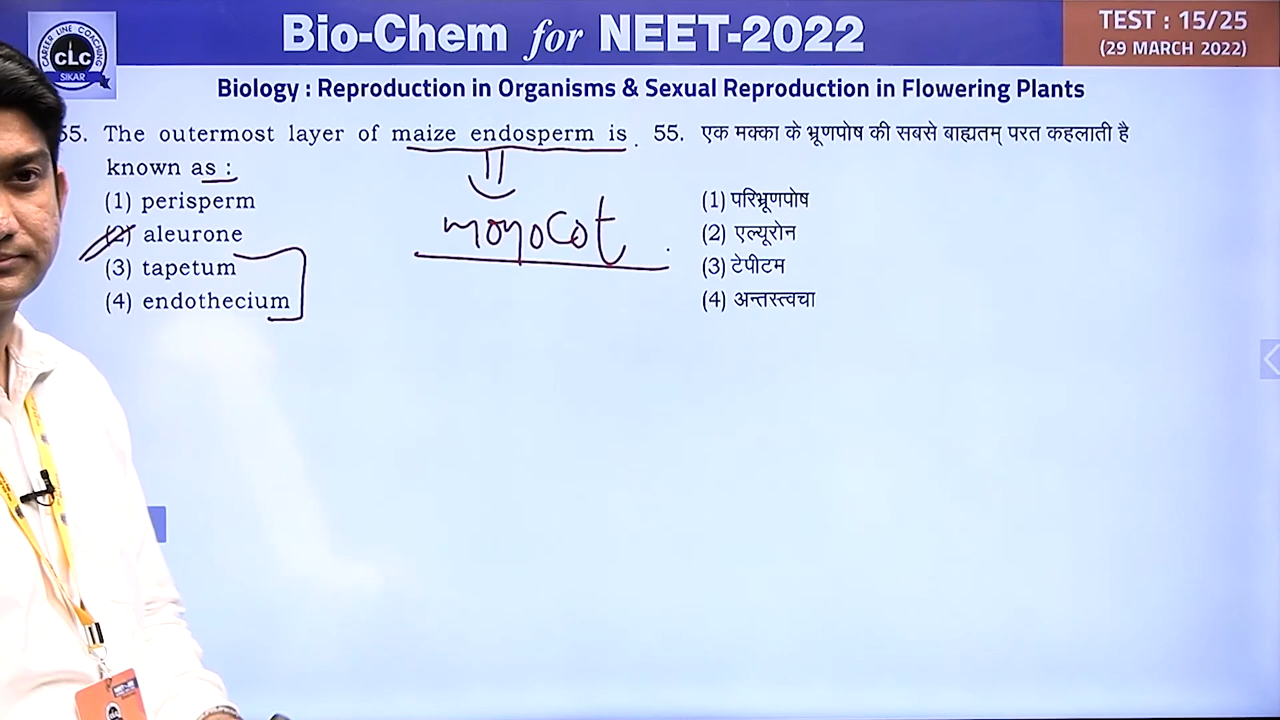 Bio-Chem for NEET-2022
TEST : 15/25
(29 MARCH 2022)
CAREER LINE COACHING
CLC
SIKAR
Biology : Reproduction in Organisms & Sexual Reproduction in Flowering Plants
55. The outermost layer of maize endosperm is
known as :
(1) perisperm
(2) aleurone
(3) tapetum
(4) endothecium
monocot
55. एक मक्का के भ्रूणपोष की सबसे बाह्यतम् परत कहलाती है
(1) परिभ्रूणपोष
(2) एल्यूरोन
(3) टेपीटम
(4) अन्तस्त्वचा
CLC